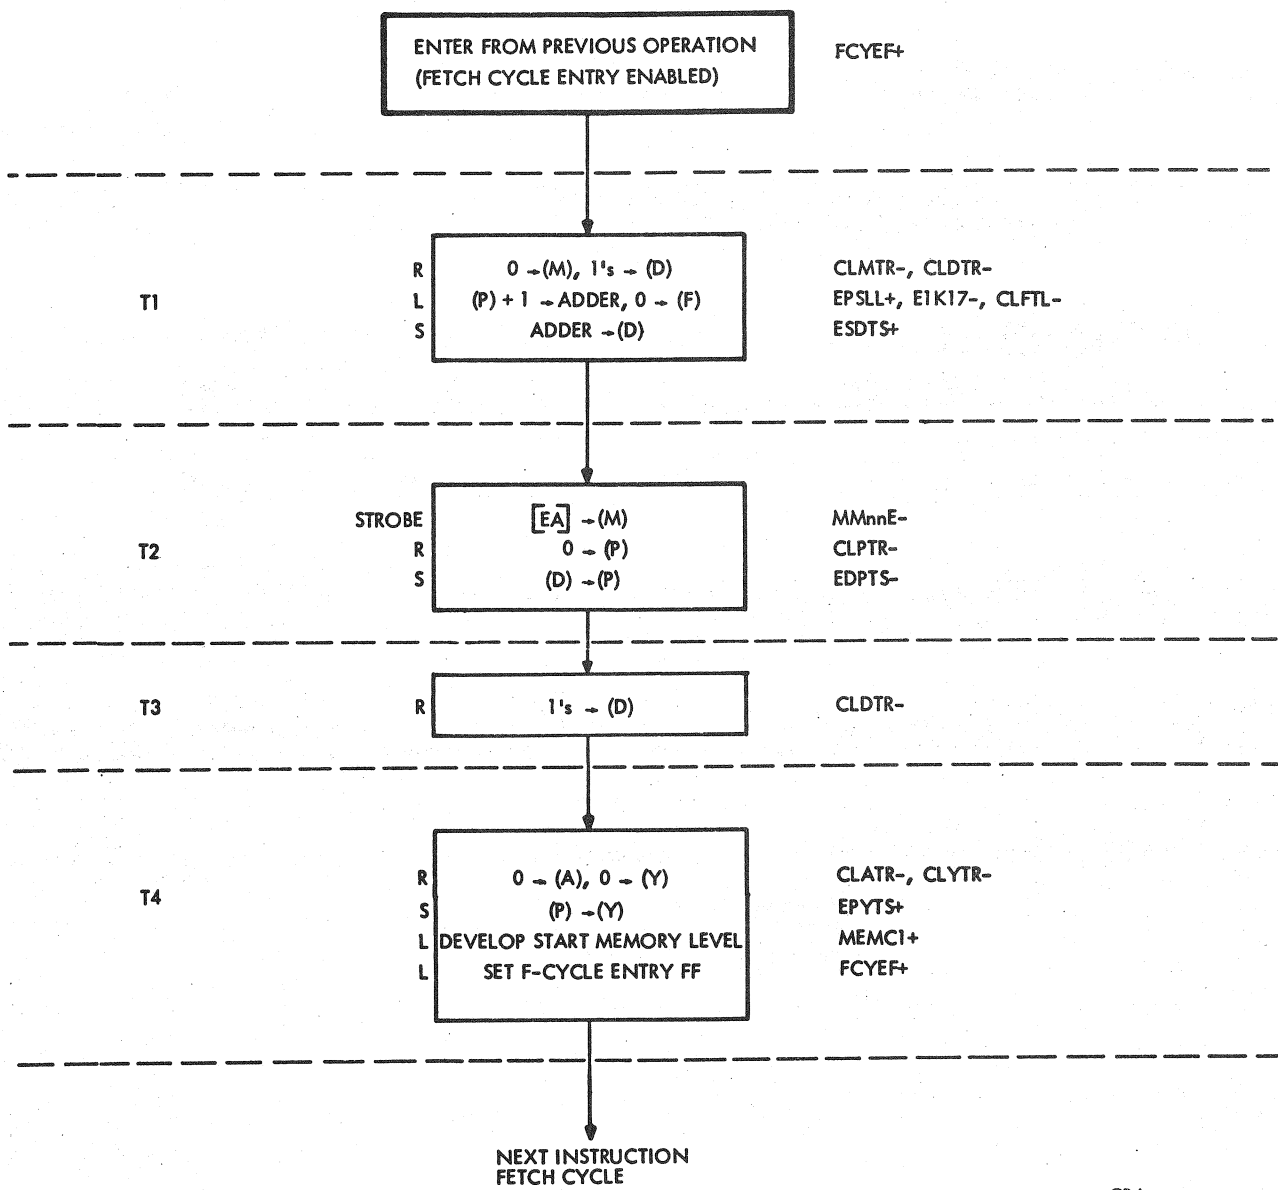 ENTER FROM PREVIOUS OPERATION FCYEF+
(FETCH CYCLE ENTRY ENABLED)
R 0 → (M), 1's → (D) CLMTR-, CLDTR-
T1 L (P) + 1 → ADDER, 0 → (F) EPSLL+, E1K17-, CLFTL-
S ADDER → (D) ESDTS+
STROBE [EA] → (M) MMnnE-
T2 R 0 → (P) CLPTR-
S (D) → (P) EDPTS-
T3 R 1's → (D) CLDTR-
R 0 → (A), 0 → (Y) CLATR-, CLYTR-
T4
S (P) → (Y) EPYTS+
L DEVELOP START MEMORY LEVEL MEMC1+
L SET F-CYCLE ENTRY FF FCYEF+
NEXT INSTRUCTION
FETCH CYCLE